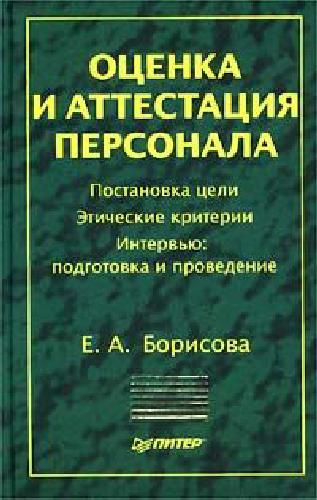 ОЦЕНКА
И АТТЕСТАЦИЯ
ПЕРСОНАЛА
Постановка цели
Этические критерии
Интервью:
подготовка и проведение
Е. А. Борисова
ПИТЕР